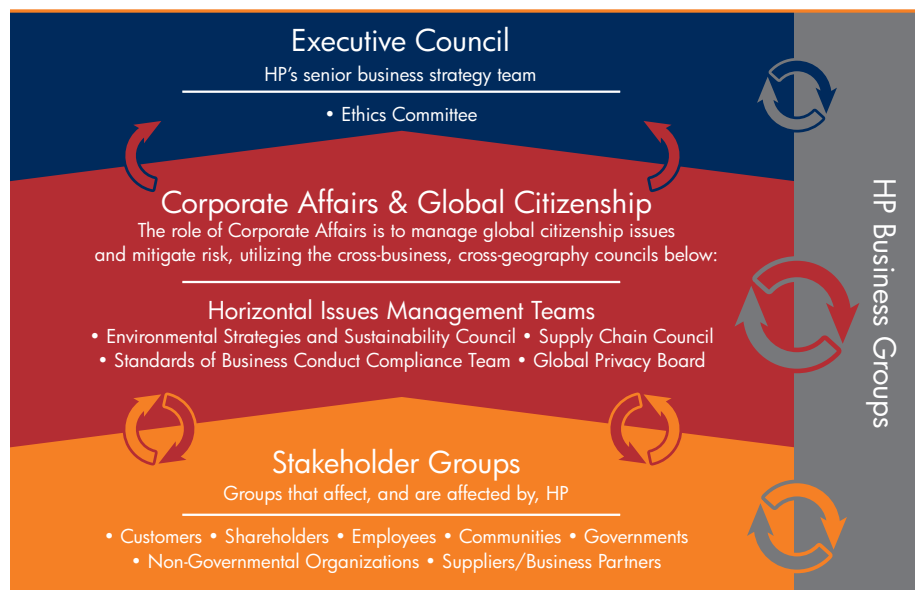 Executive Council
HP's senior business strategy team
• Ethics Committee
Corporate Affairs & Global Citizenship
The role of Corporate Affairs is to manage global citizenship issues
and mitigate risk, utilizing the cross-business, cross-geography councils below:
Horizontal Issues Management Teams
• Environmental Strategies and Sustainability Council • Supply Chain Council
• Standards of Business Conduct Compliance Team • Global Privacy Board
Stakeholder Groups
Groups that affect, and are affected by, HP
• Customers • Shareholders • Employees • Communities • Governments
• Non-Governmental Organizations • Suppliers/Business Partners
HP Business Groups